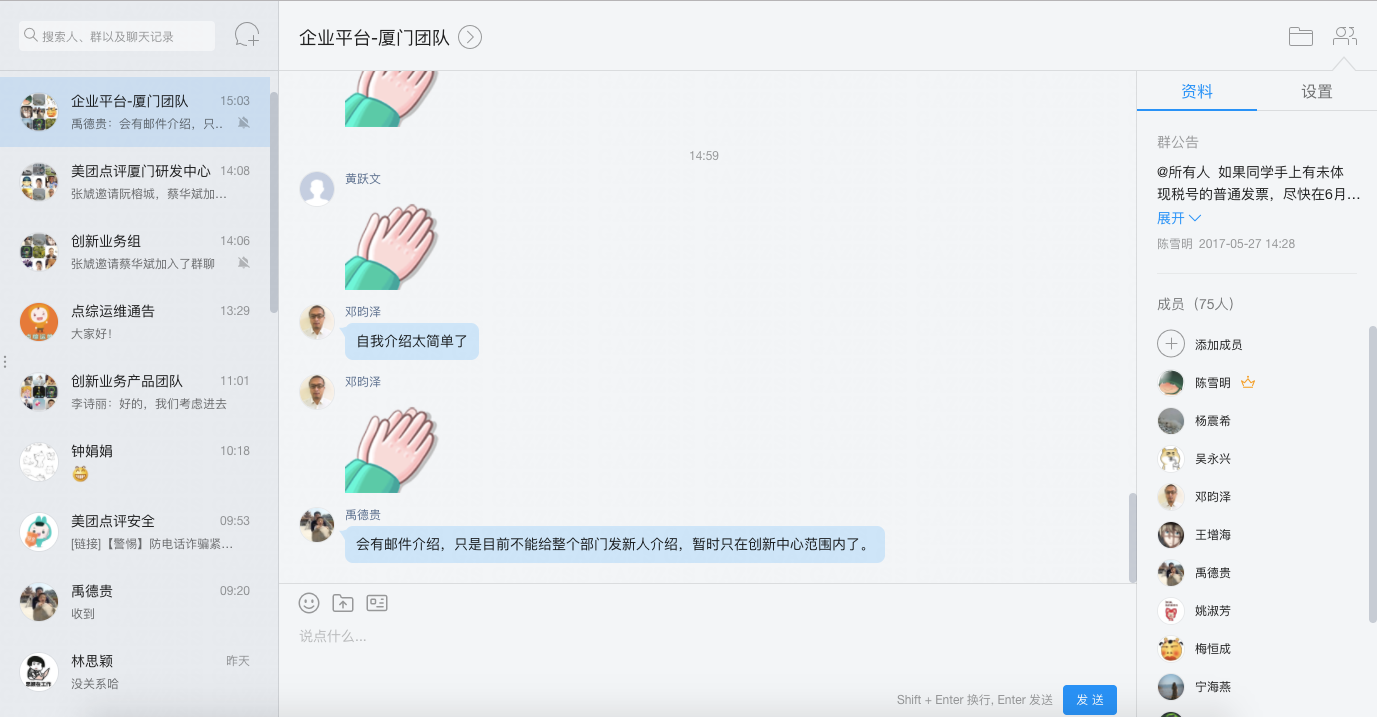 搜索人、群以及聊天记录
企业平台-厦门团队 15:03
禹德贵：会有邮件介绍，只..
美团点评厦门研发中心 14:08
张虓邀请阮榕城，蔡华斌加...
创新业务组 14:06
张虓邀请蔡华斌加入了群聊
点综运维通告 13:29
大家好！
创新业务产品团队 11:01
李诗丽：好的，我们考虑进去
钟娟娟 10:18
美团点评安全 09:53
[链接]【警惕】防电话诈骗紧...
禹德贵 09:20
收到
林思颖 昨天
没关系哈
企业平台-厦门团队
14:59
黄跃文
邓昀泽
自我介绍太简单了
邓昀泽
禹德贵
会有邮件介绍，只是目前不能给整个部门发新人介绍，暂时只在创新中心范围内了。
说点什么...
Shift + Enter 换行, Enter 发送
发 送
资料 设置
群公告
@所有人 如果同学手上有未体
现税号的普通发票，尽快在6月...
展开
陈雪明 2017-05-27 14:28
成员（75人）
添加成员
陈雪明
杨震希
吴永兴
邓昀泽
王增海
禹德贵
姚淑芳
梅恒成
宁海燕